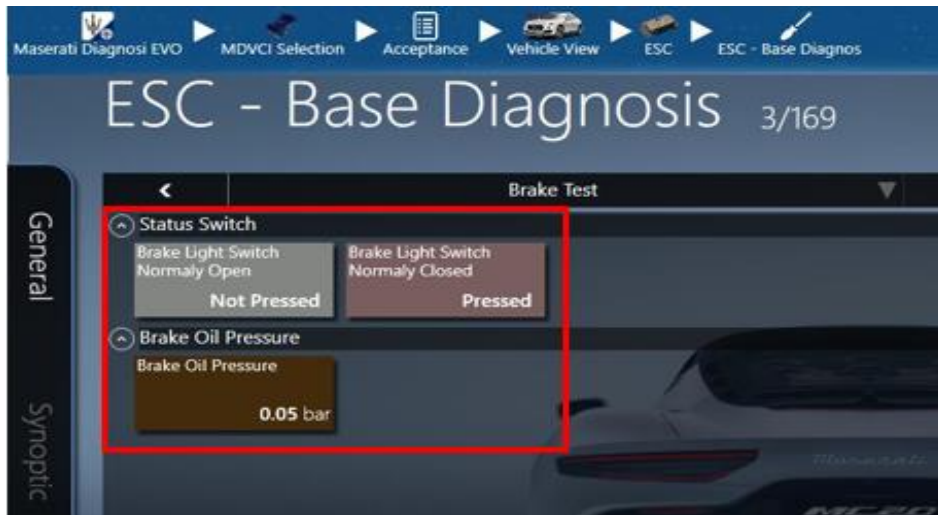 Maserati Diagnosi EVO MDVCI Selection Acceptance Vehicle View ESC ESC - Base Diagnos
ESC - Base Diagnosis 3/169
Brake Test
General
Status Switch
Brake Light Switch
Normaly Open
Not Pressed
Brake Light Switch
Normaly Closed
Pressed
Brake Oil Pressure
Brake Oil Pressure
0.05 bar
Synoptic
Maserati
MC20